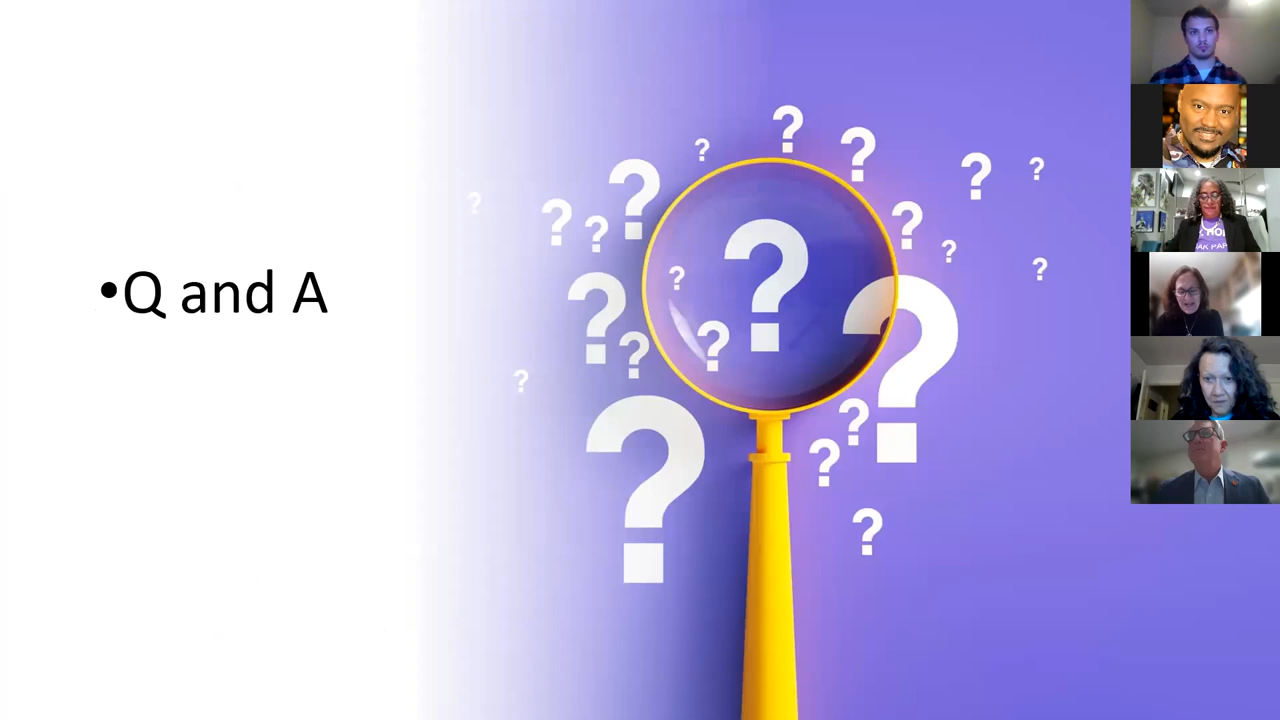 •Q and A
? ? ? ? ?
? ? ? ? ? ?
? ? ? ? ?
? ? ? ?
? ? ? ?
?